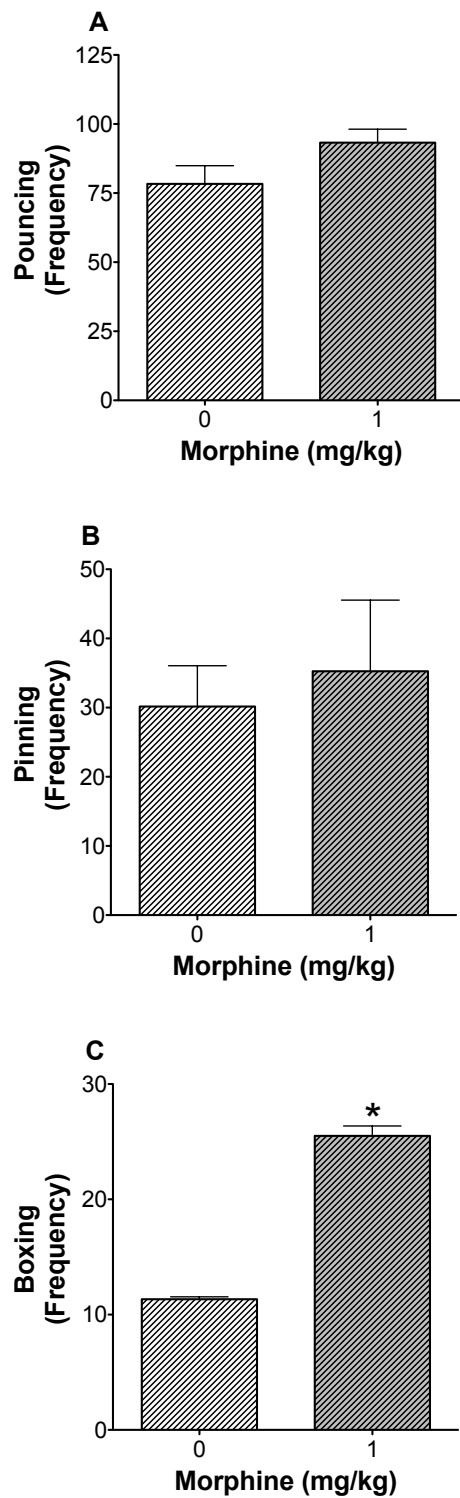 A
125
100
75
50
25
0
Pouncing
(Frequency)
0 1
Morphine (mg/kg)
B
50
40
30
20
10
0
Pinning
(Frequency)
0 1
Morphine (mg/kg)
C
30
20
10
0
Boxing
(Frequency)
*
0 1
Morphine (mg/kg)